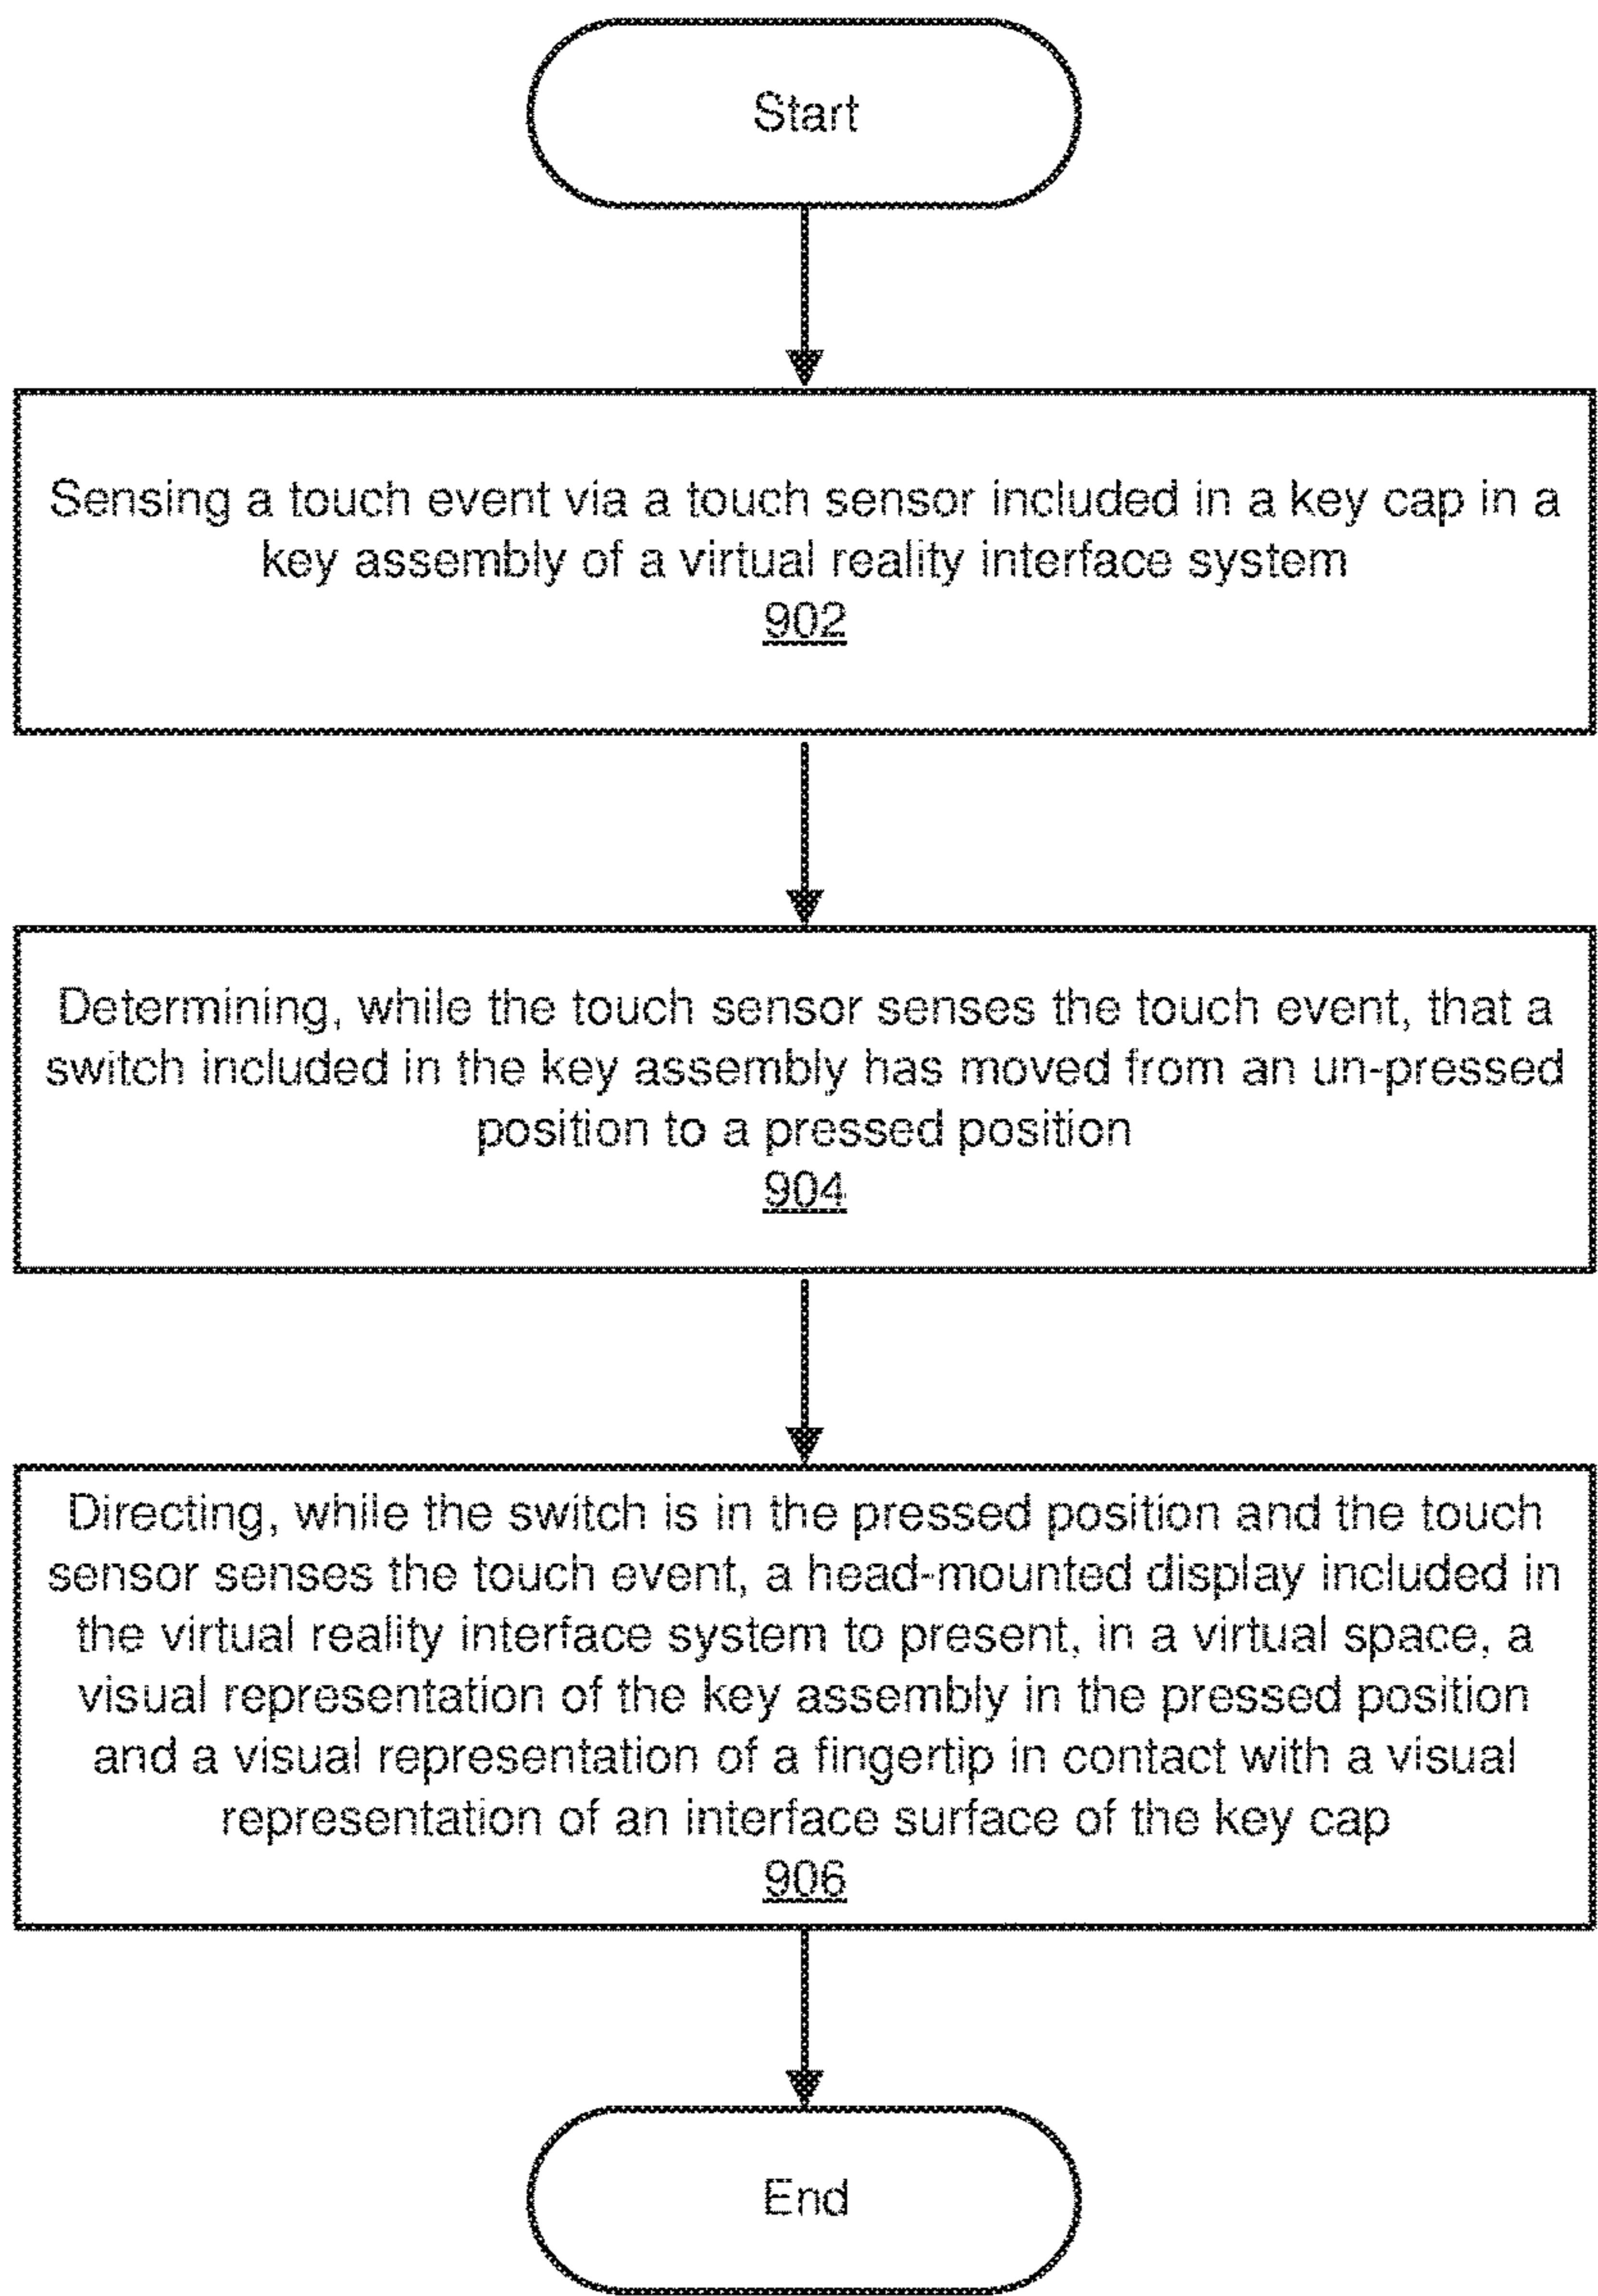 Start
Sensing a touch event via a touch sensor included in a key cap in a
key assembly of a virtual reality interface system
902
Determining, while the touch sensor senses the touch event, that a
switch included in the key assembly has moved from an un-pressed
position to a pressed position
904
Directing, while the switch is in the pressed position and the touch
sensor senses the touch event, a head-mounted display included in
the virtual reality interface system to present, in a virtual space, a
visual representation of the key assembly in the pressed position
and a visual representation of a fingertip in contact with a visual
representation of an interface surface of the key cap
906
End